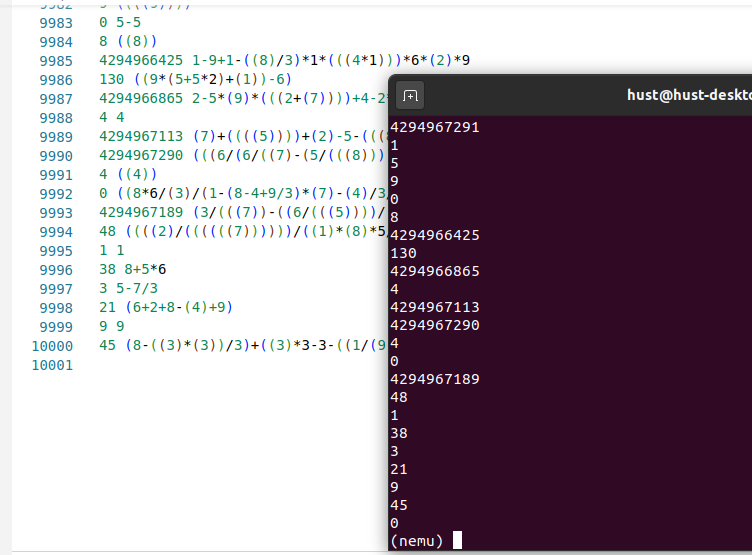 9983 0 5-5
9984 8 ((8))
9985 4294966425 1-9+1-((8)/3)*1*(((4*1)))*6*(2)*9
9986 130 ((9*(5+5*2)+(1))-6)
9987 4294966865 2-5*(9)*(((2+(7))))+4-2
9988 4 4
9989 4294967113 (7)+((((5))))+(2)-5-(((
9990 4294967290 (((6/(6/((7)-(5/(((8)))
9991 4 ((4))
9992 0 ((8*6/(3)/(1-(8-4+9/3)*(7)-(4)/3
9993 4294967189 (3/(((7))-((6/(((5))))/
9994 48 ((((2)/((((((7))))))/((1)*(8)*5
9995 1 1
9996 38 8+5*6
9997 3 5-7/3
9998 21 (6+2+8-(4)+9)
9999 9 9
10000 45 (8-((3)*(3))/3)+((3)*3-3-((1/(9
10001
hust@hust-deskto
4294967291
1
5
9
0
8
4294966425
130
4294966865
4
4294967113
4294967290
4
0
4294967189
48
1
38
3
21
9
45
0
(nemu)